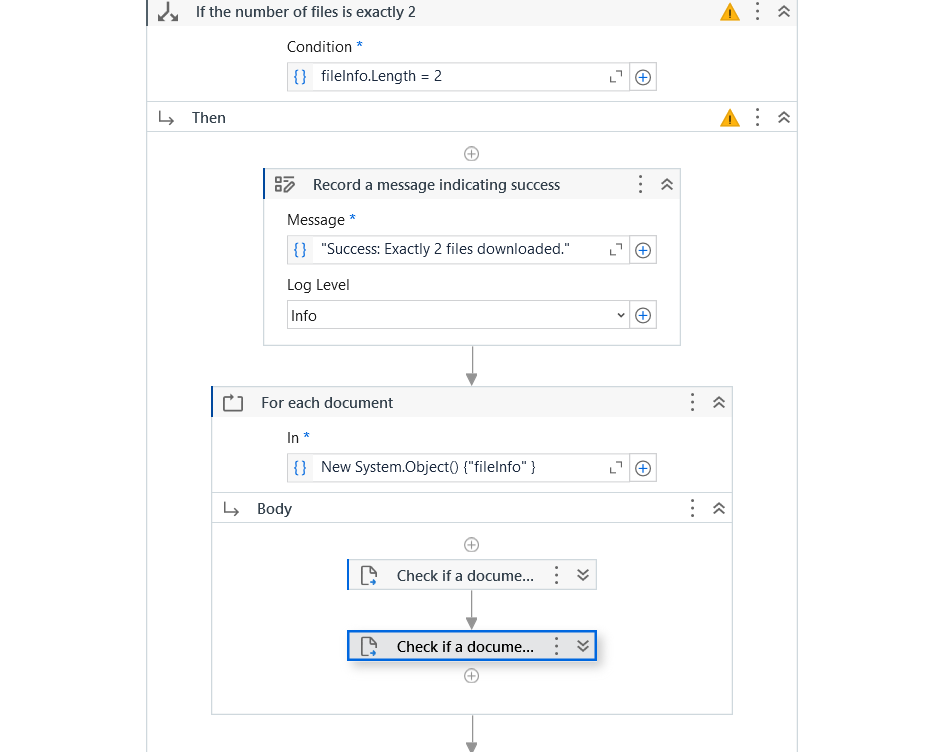 If the number of files is exactly 2
Condition *
fileInfo.Length = 2
Then
Record a message indicating success
Message *
"Success: Exactly 2 files downloaded."
Log Level
Info
For each document
In *
New System.Object() {"fileInfo" }
Body
Check if a docume...
Check if a docume...